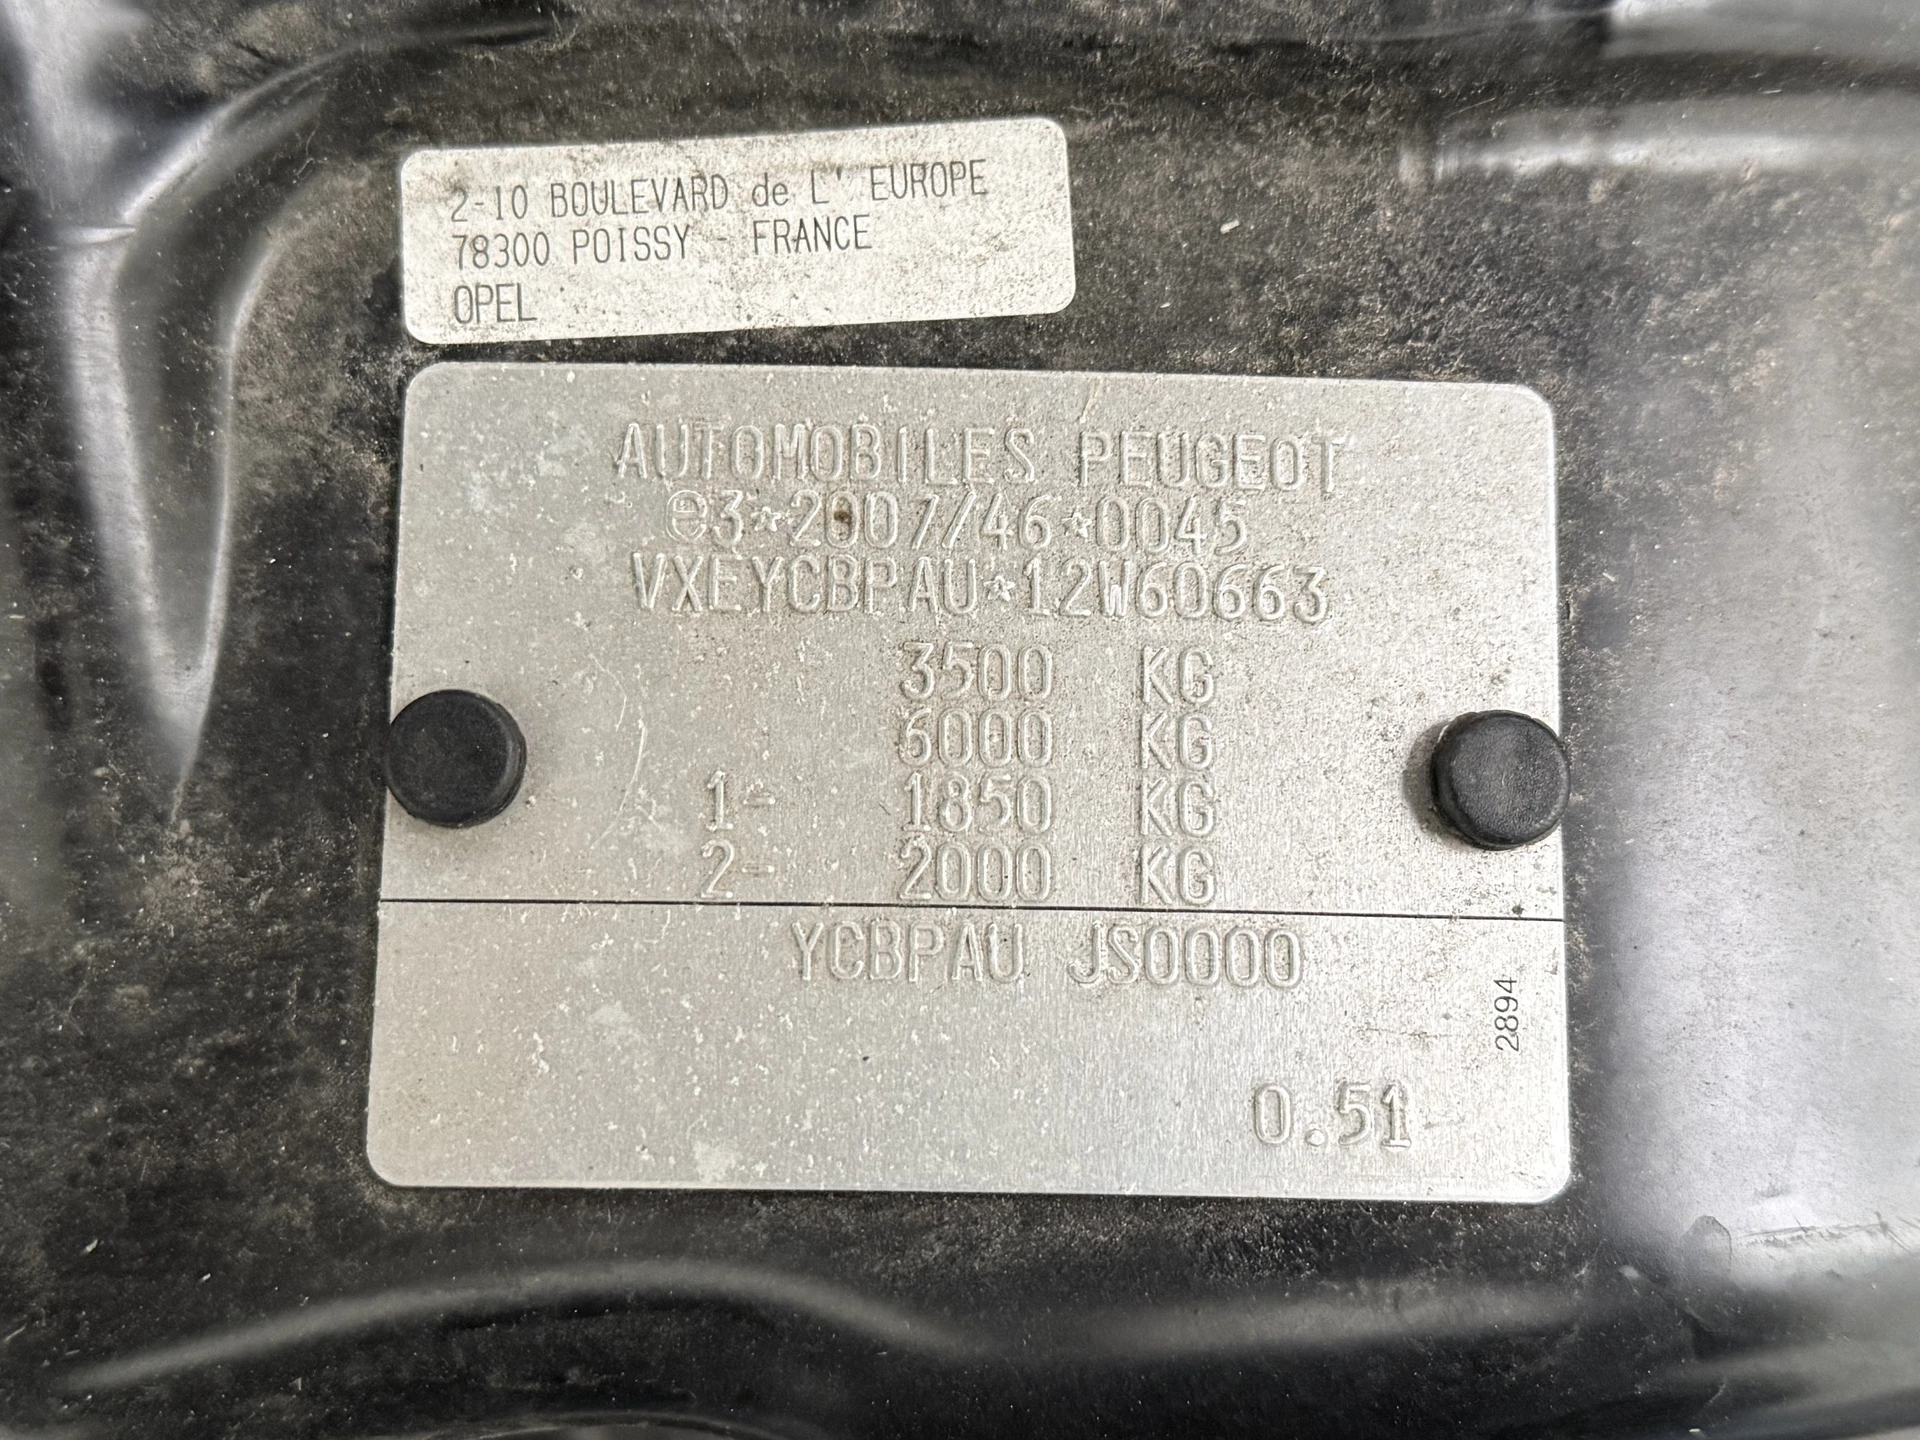 2-10 BOULEVARD de L' EUROPE
78300 POISSY - FRANCE
OPEL
AUTOMOBILES PEUGEOT
e3*2007/46*0045
VXEYCBPAU*12W60663
3500 KG
6000 KG
1- 1850 KG
2- 2000 KG
YCBPAU JS0000
2894
0.51